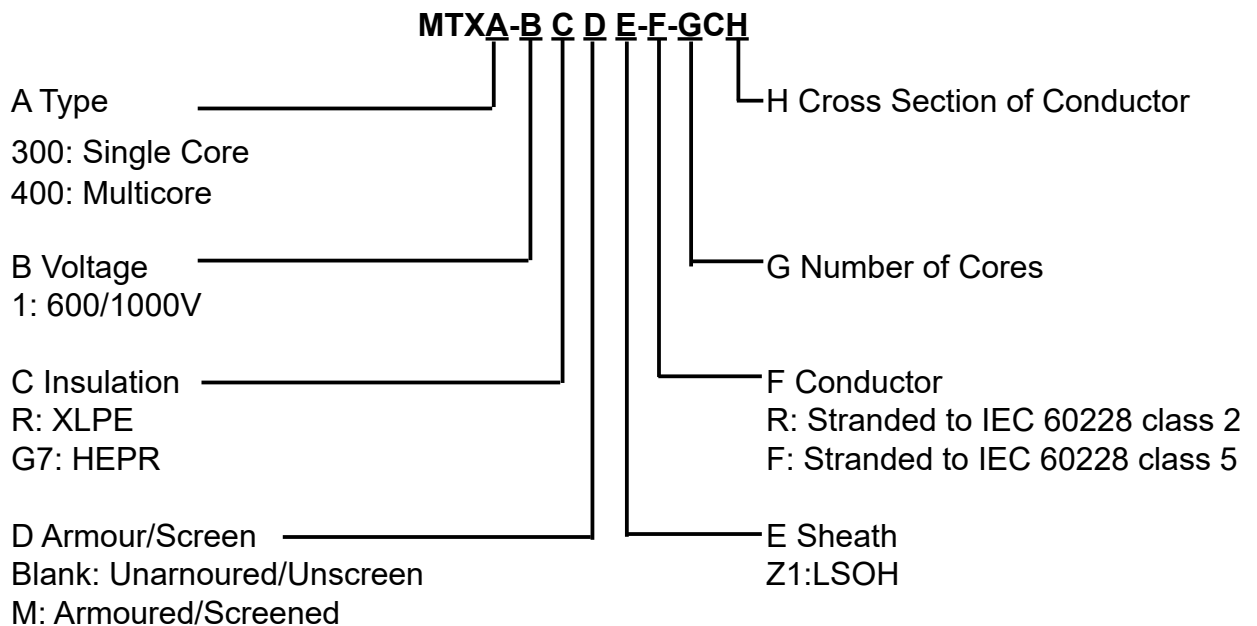 MTXA-B C D E-F-GCH
A Type
300: Single Core
400: Multicore
B Voltage
1: 600/1000V
C Insulation
R: XLPE
G7: HEPR
D Armour/Screen
Blank: Unarnoured/Unscreen
M: Armoured/Screened
H Cross Section of Conductor
G Number of Cores
F Conductor
R: Stranded to IEC 60228 class 2
F: Stranded to IEC 60228 class 5
E Sheath
Z1:LSOH